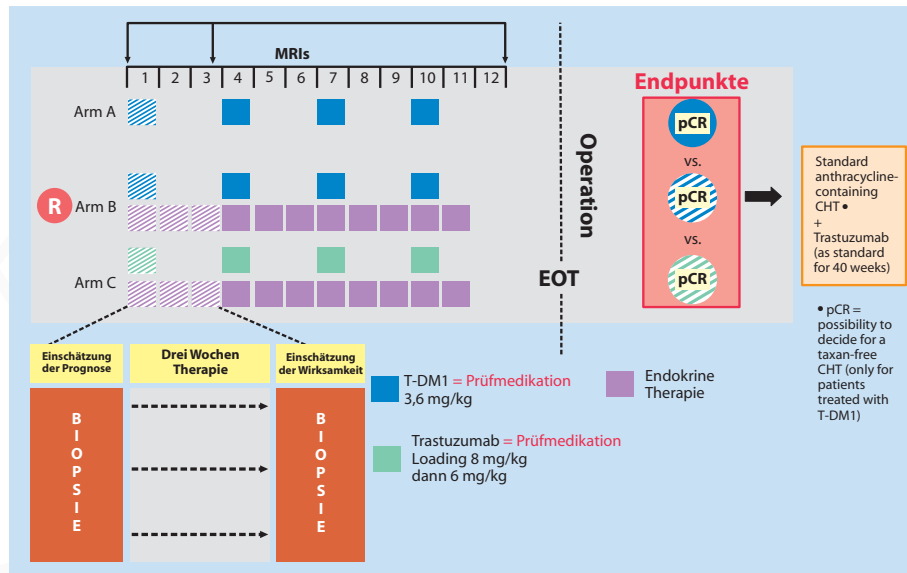 MRIs
1 2 3 4 5 6 7 8 9 10 11 12
Arm A
R
Arm B
Arm C
Operation
EOT
Endpunkte
pCR
vs.
pCR
vs.
pCR
Standard
anthracycline-
containing
CHT •
+
Trastuzumab
(as standard
for 40 weeks)
• pCR =
possibility to
decide for a
taxan-free
CHT (only for
patients
treated with
T-DM1)
Einschätzung
der Prognose
Drei Wochen
Therapie
Einschätzung
der Wirksamkeit
BIOPSIE
BIOPSIE
T-DM1 = Prüfmedikation
3,6 mg/kg
Trastuzumab = Prüfmedikation
Loading 8 mg/kg
dann 6 mg/kg
Endokrine
Therapie